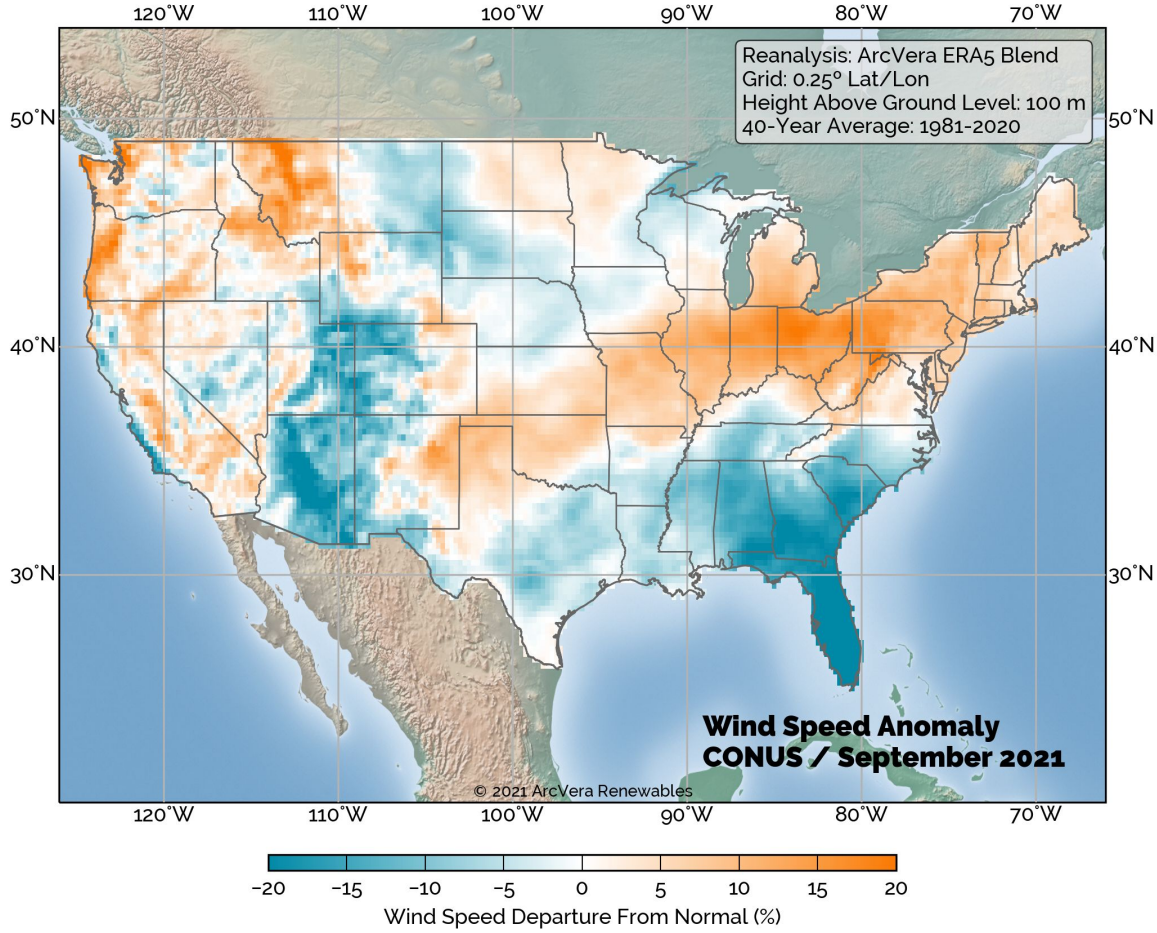 120°W 110°W 100°W 90°W 80°W 70°W
Reanalysis: ArcVera ERA5 Blend
Grid: 0.25º Lat/Lon
Height Above Ground Level: 100 m
40-Year Average: 1981-2020
50°N 50°N
40°N 40°N
30°N 30°N
Wind Speed Anomaly
CONUS / September 2021
© 2021 ArcVera Renewables
120°W 110°W 100°W 90°W 80°W 70°W
−20 −15 −10 −5 0 5 10 15 20
Wind Speed Departure From Normal (%)